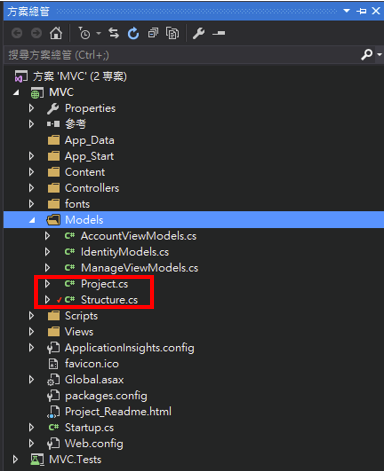 方案總管
搜尋方案總管 (Ctrl+;)
方案 'MVC' (2 專案)
MVC
Properties
參考
App_Data
App_Start
Content
Controllers
fonts
Models
AccountViewModels.cs
IdentityModels.cs
ManageViewModels.cs
Project.cs
Structure.cs
Scripts
Views
ApplicationInsights.config
favicon.ico
Global.asax
packages.config
Project_Readme.html
Startup.cs
Web.config
MVC.Tests